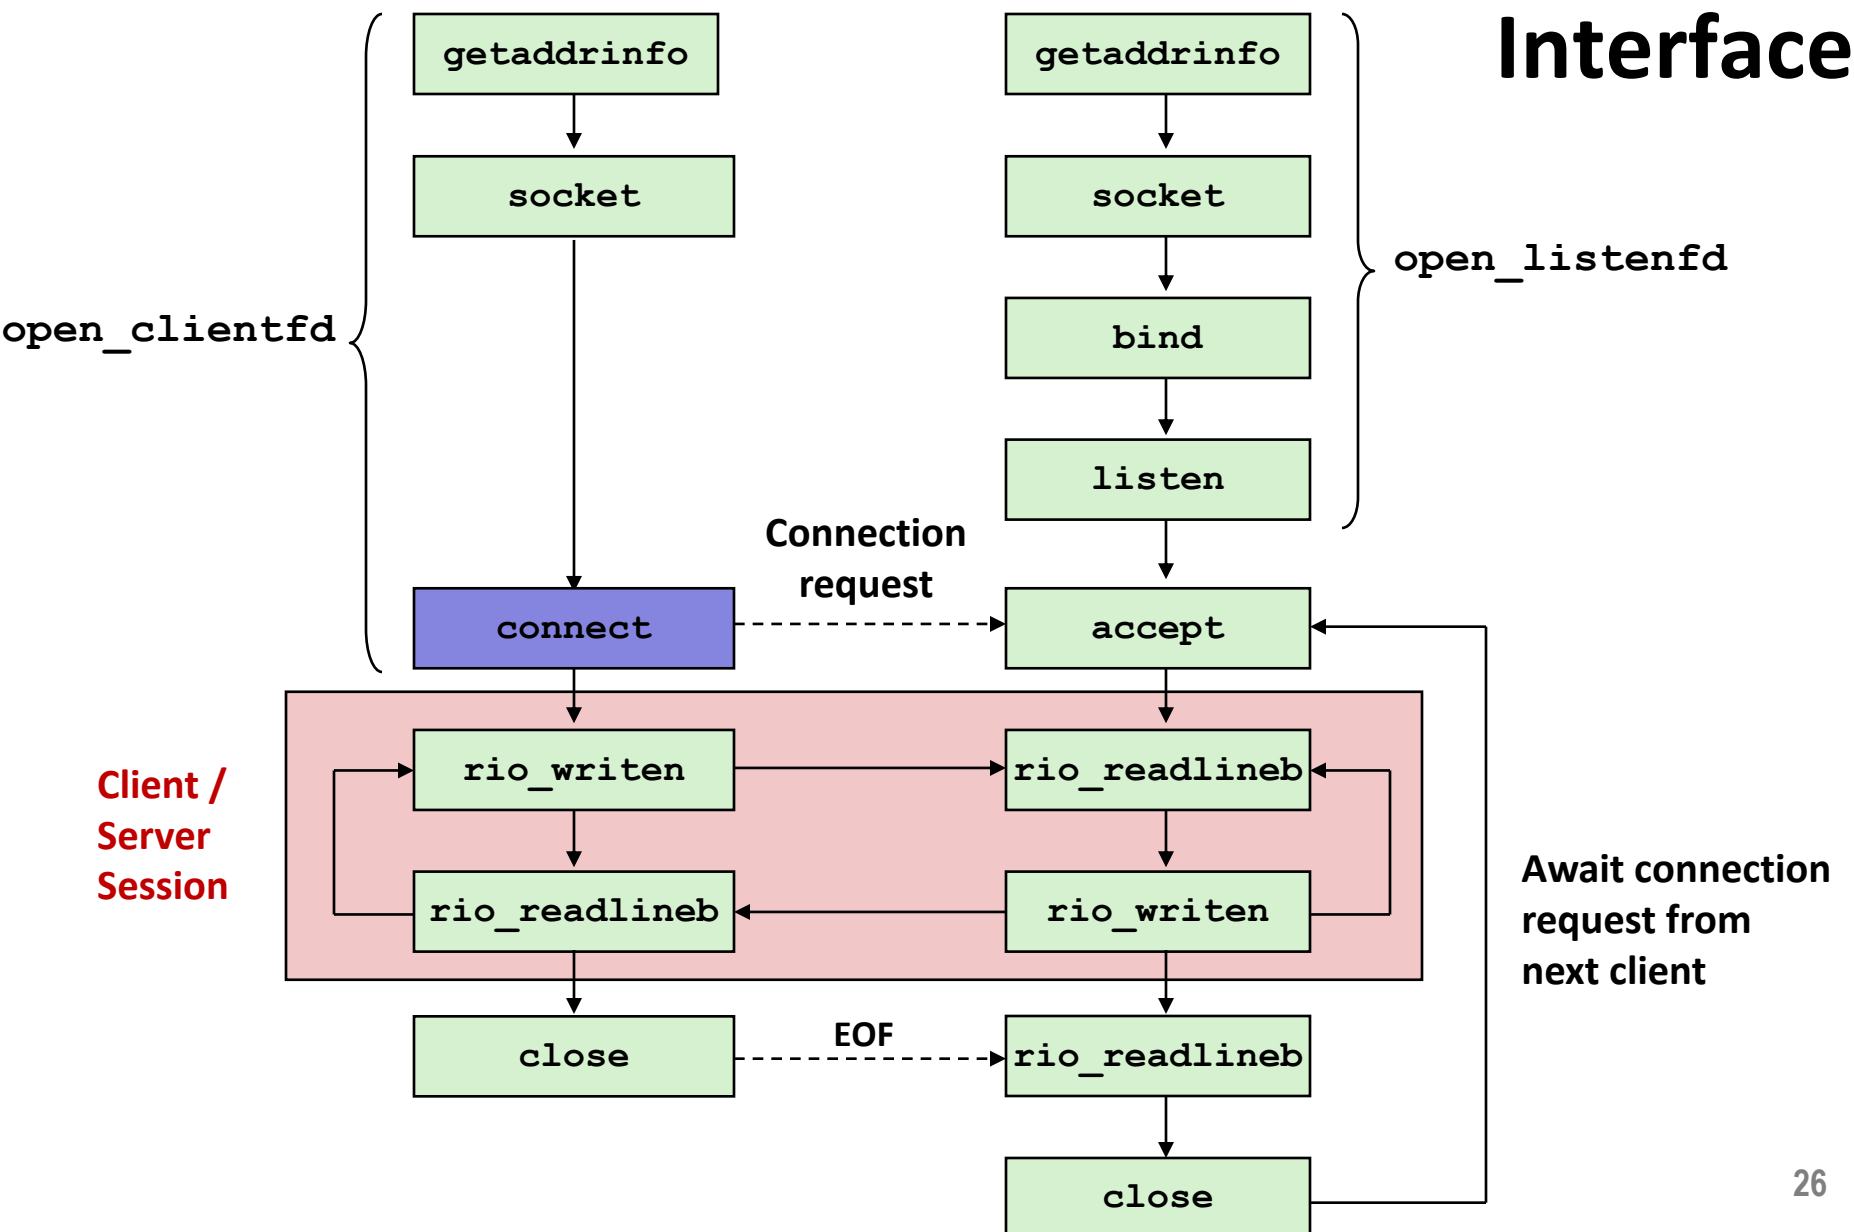 Interface
getaddrinfo
getaddrinfo
socket
socket
open_listenfd
open_clientfd
bind
listen
Connection
request
connect
accept
Client /
Server
Session
rio_writen
rio_readlineb
rio_readlineb
rio_writen
Await connection
request from
next client
close
EOF
rio_readlineb
close
26